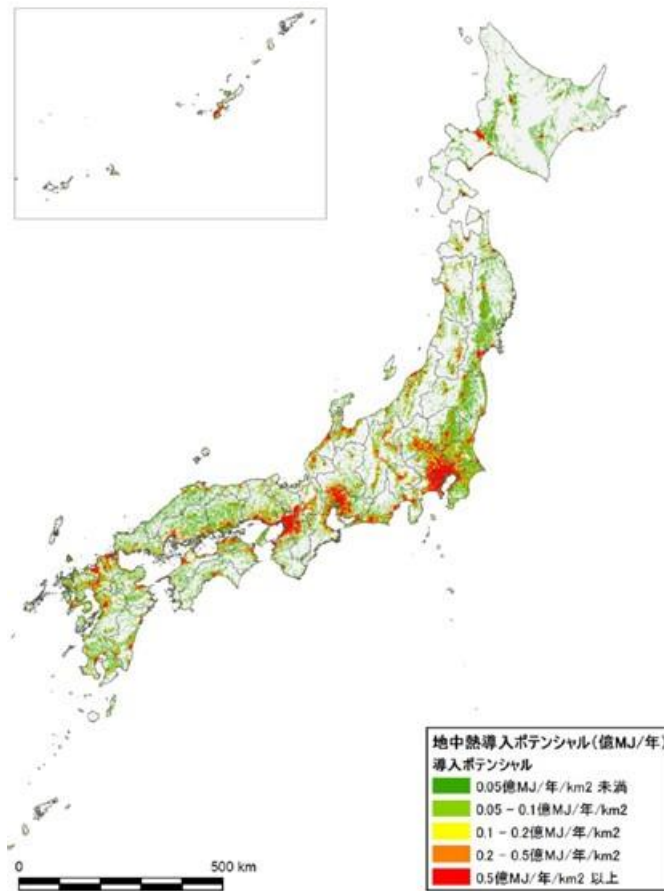 地中熱導入ポテンシャル(億MJ/年)
導入ポテンシャル
0.05億MJ/年/km2 未満
0.05 - 0.1億MJ/年/km2
0.1 - 0.2億MJ/年/km2
0.2 - 0.5億MJ/年/km2
0.5億MJ/年/km2 以上
0 500 km